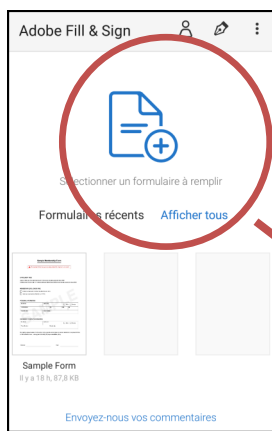 Adobe Fill & Sign
Sélectionner un formulaire à remplir
Formulaires récents Afficher tous
SAMPLE
Sample Form
Il y a 18 h, 87,8 KB
Envoyez-nous vos commentaires